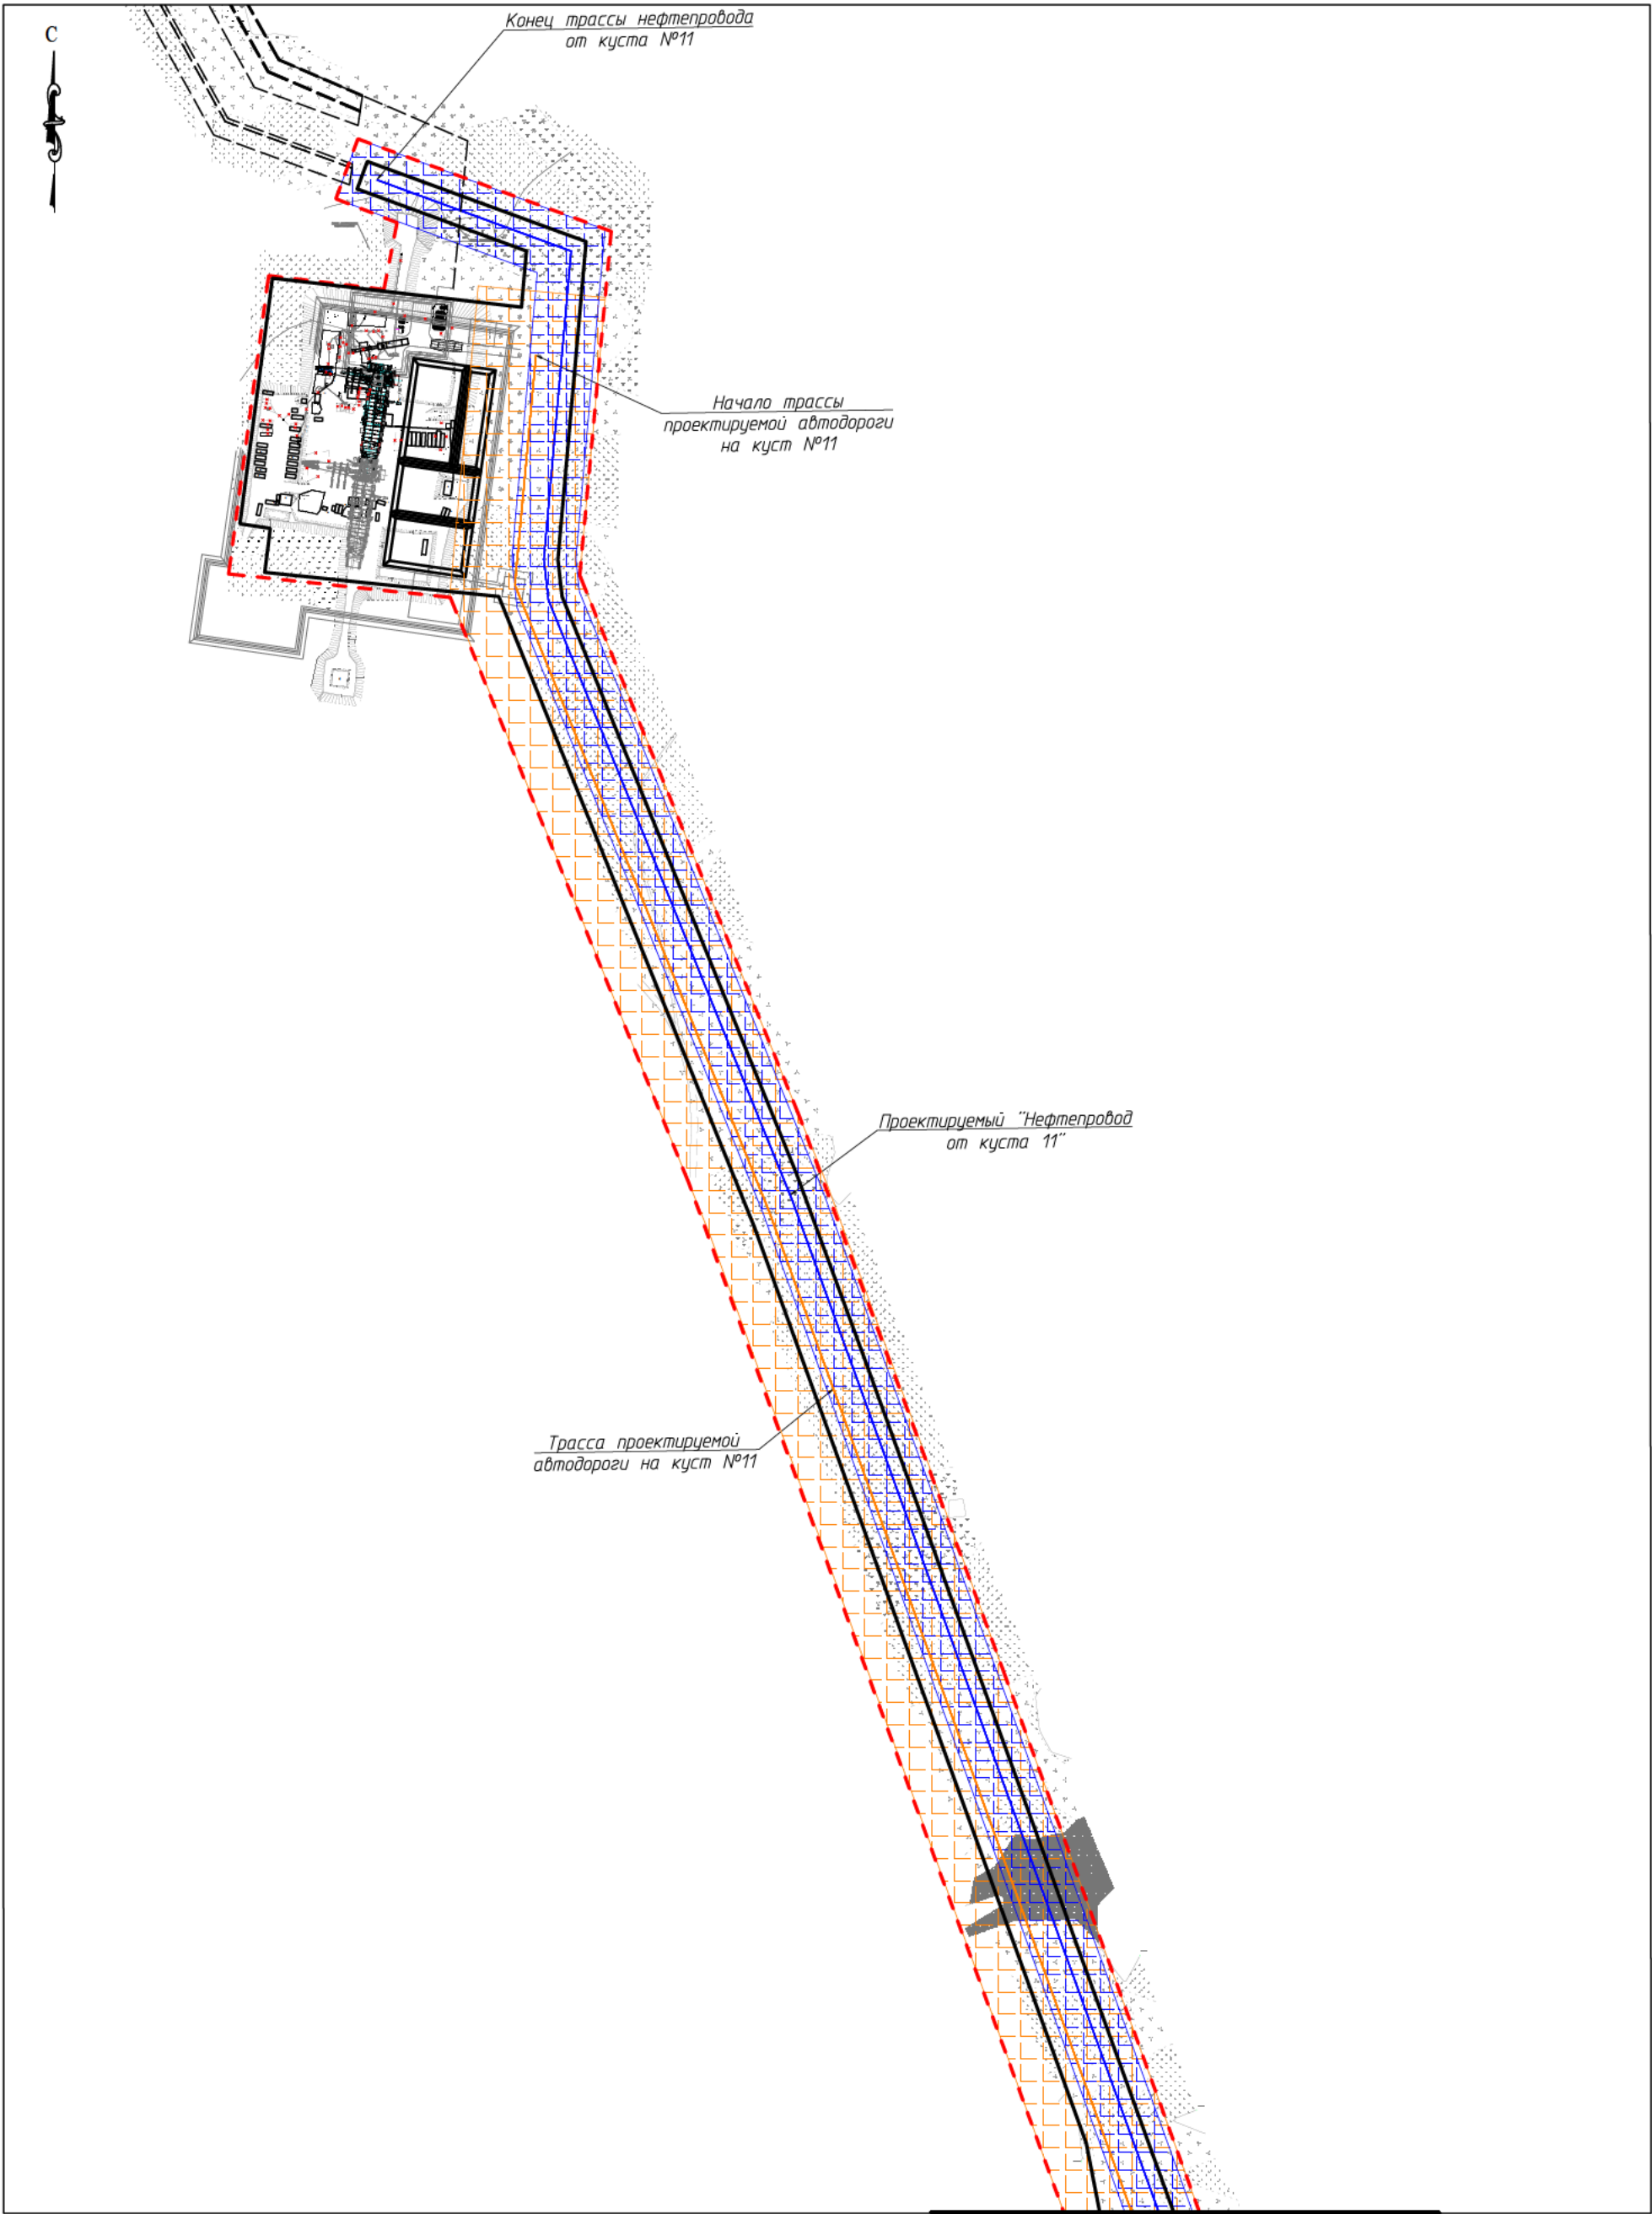 С
Конец трассы нефтепровода
от куста №11
Начало трассы
проектируемой автодороги
на куст №11
Проектируемый "Нефтепровод
от куста 11"
Трасса проектируемой
автодороги на куст №11